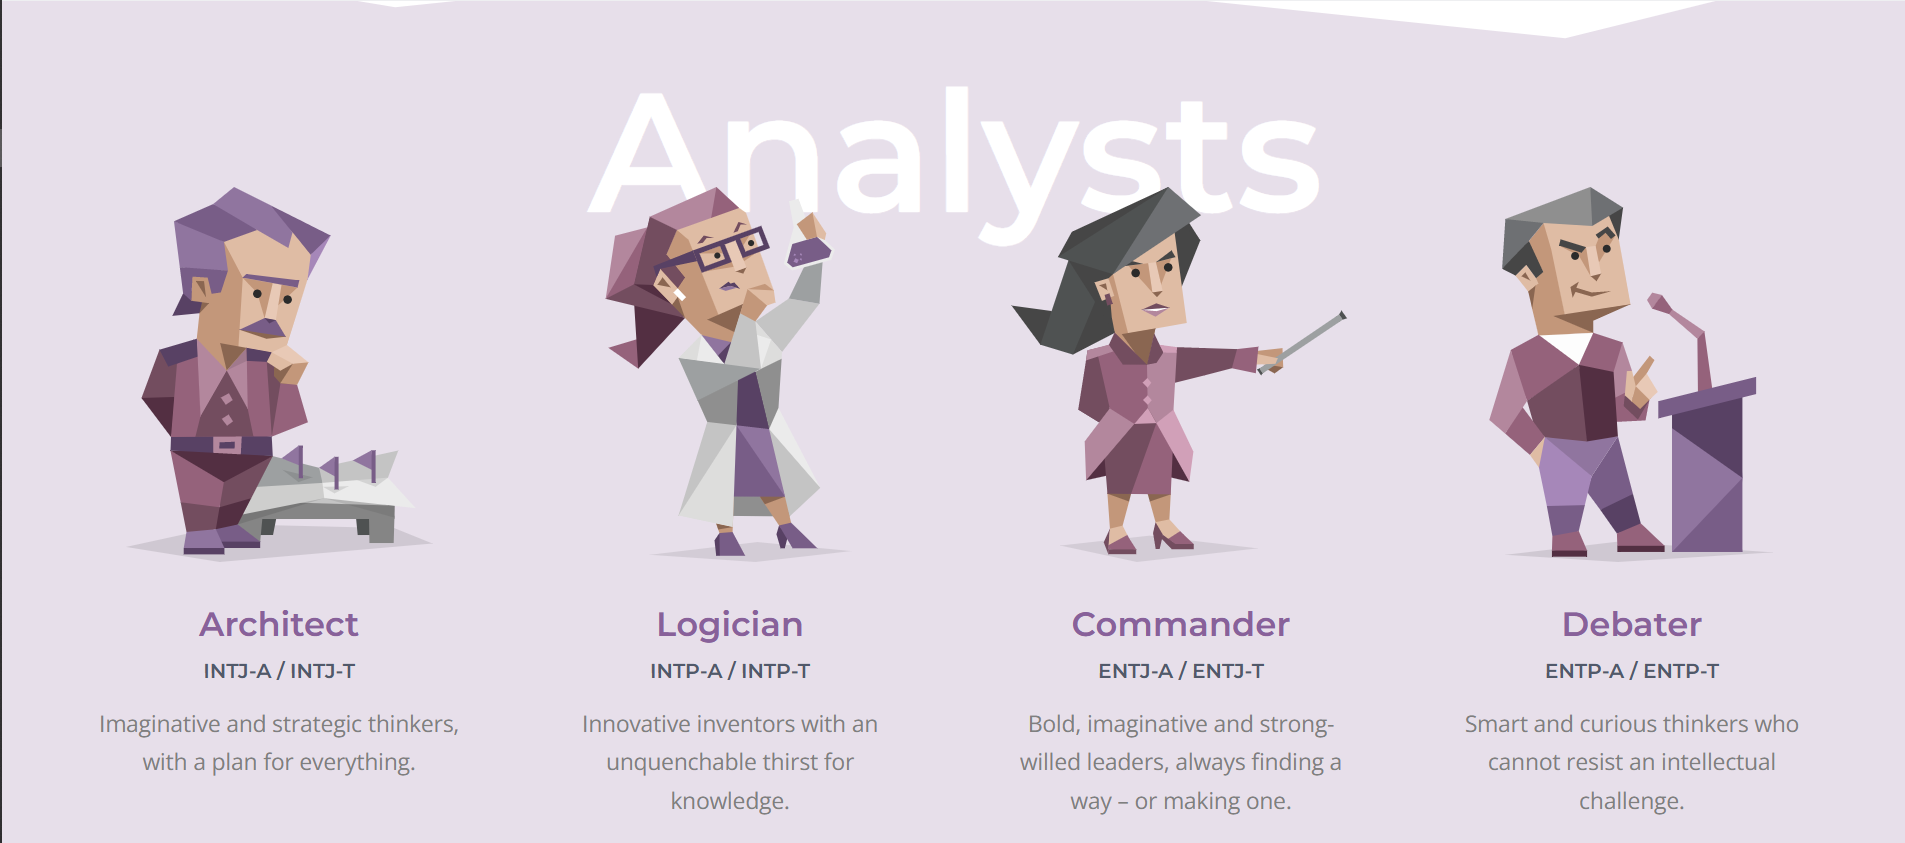 Analysts
Architect
INTJ-A / INTJ-T
Imaginative and strategic thinkers,
with a plan for everything.
Logician
INTP-A / INTP-T
Innovative inventors with an
unquenchable thirst for
knowledge.
Commander
ENTJ-A / ENTJ-T
Bold, imaginative and strong-
willed leaders, always finding a
way – or making one.
Debater
ENTP-A / ENTP-T
Smart and curious thinkers who
cannot resist an intellectual
challenge.